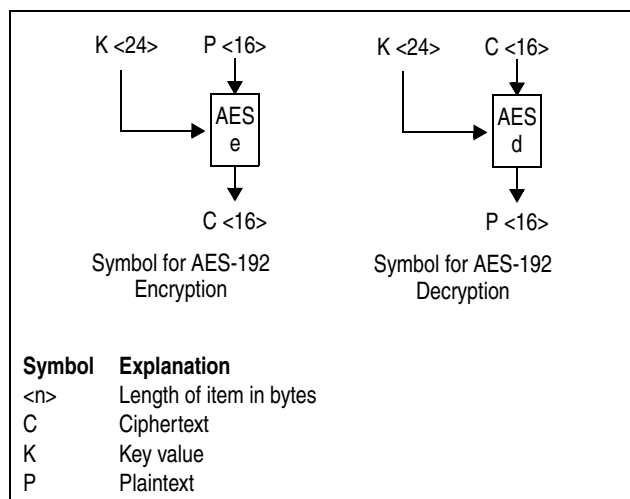 K <24> P <16>
AES
e
C <16>
Symbol for AES-192
Encryption
K <24> C <16>
AES
d
P <16>
Symbol for AES-192
Decryption
Symbol Explanation
<n> Length of item in bytes
C Ciphertext
K Key value
P Plaintext